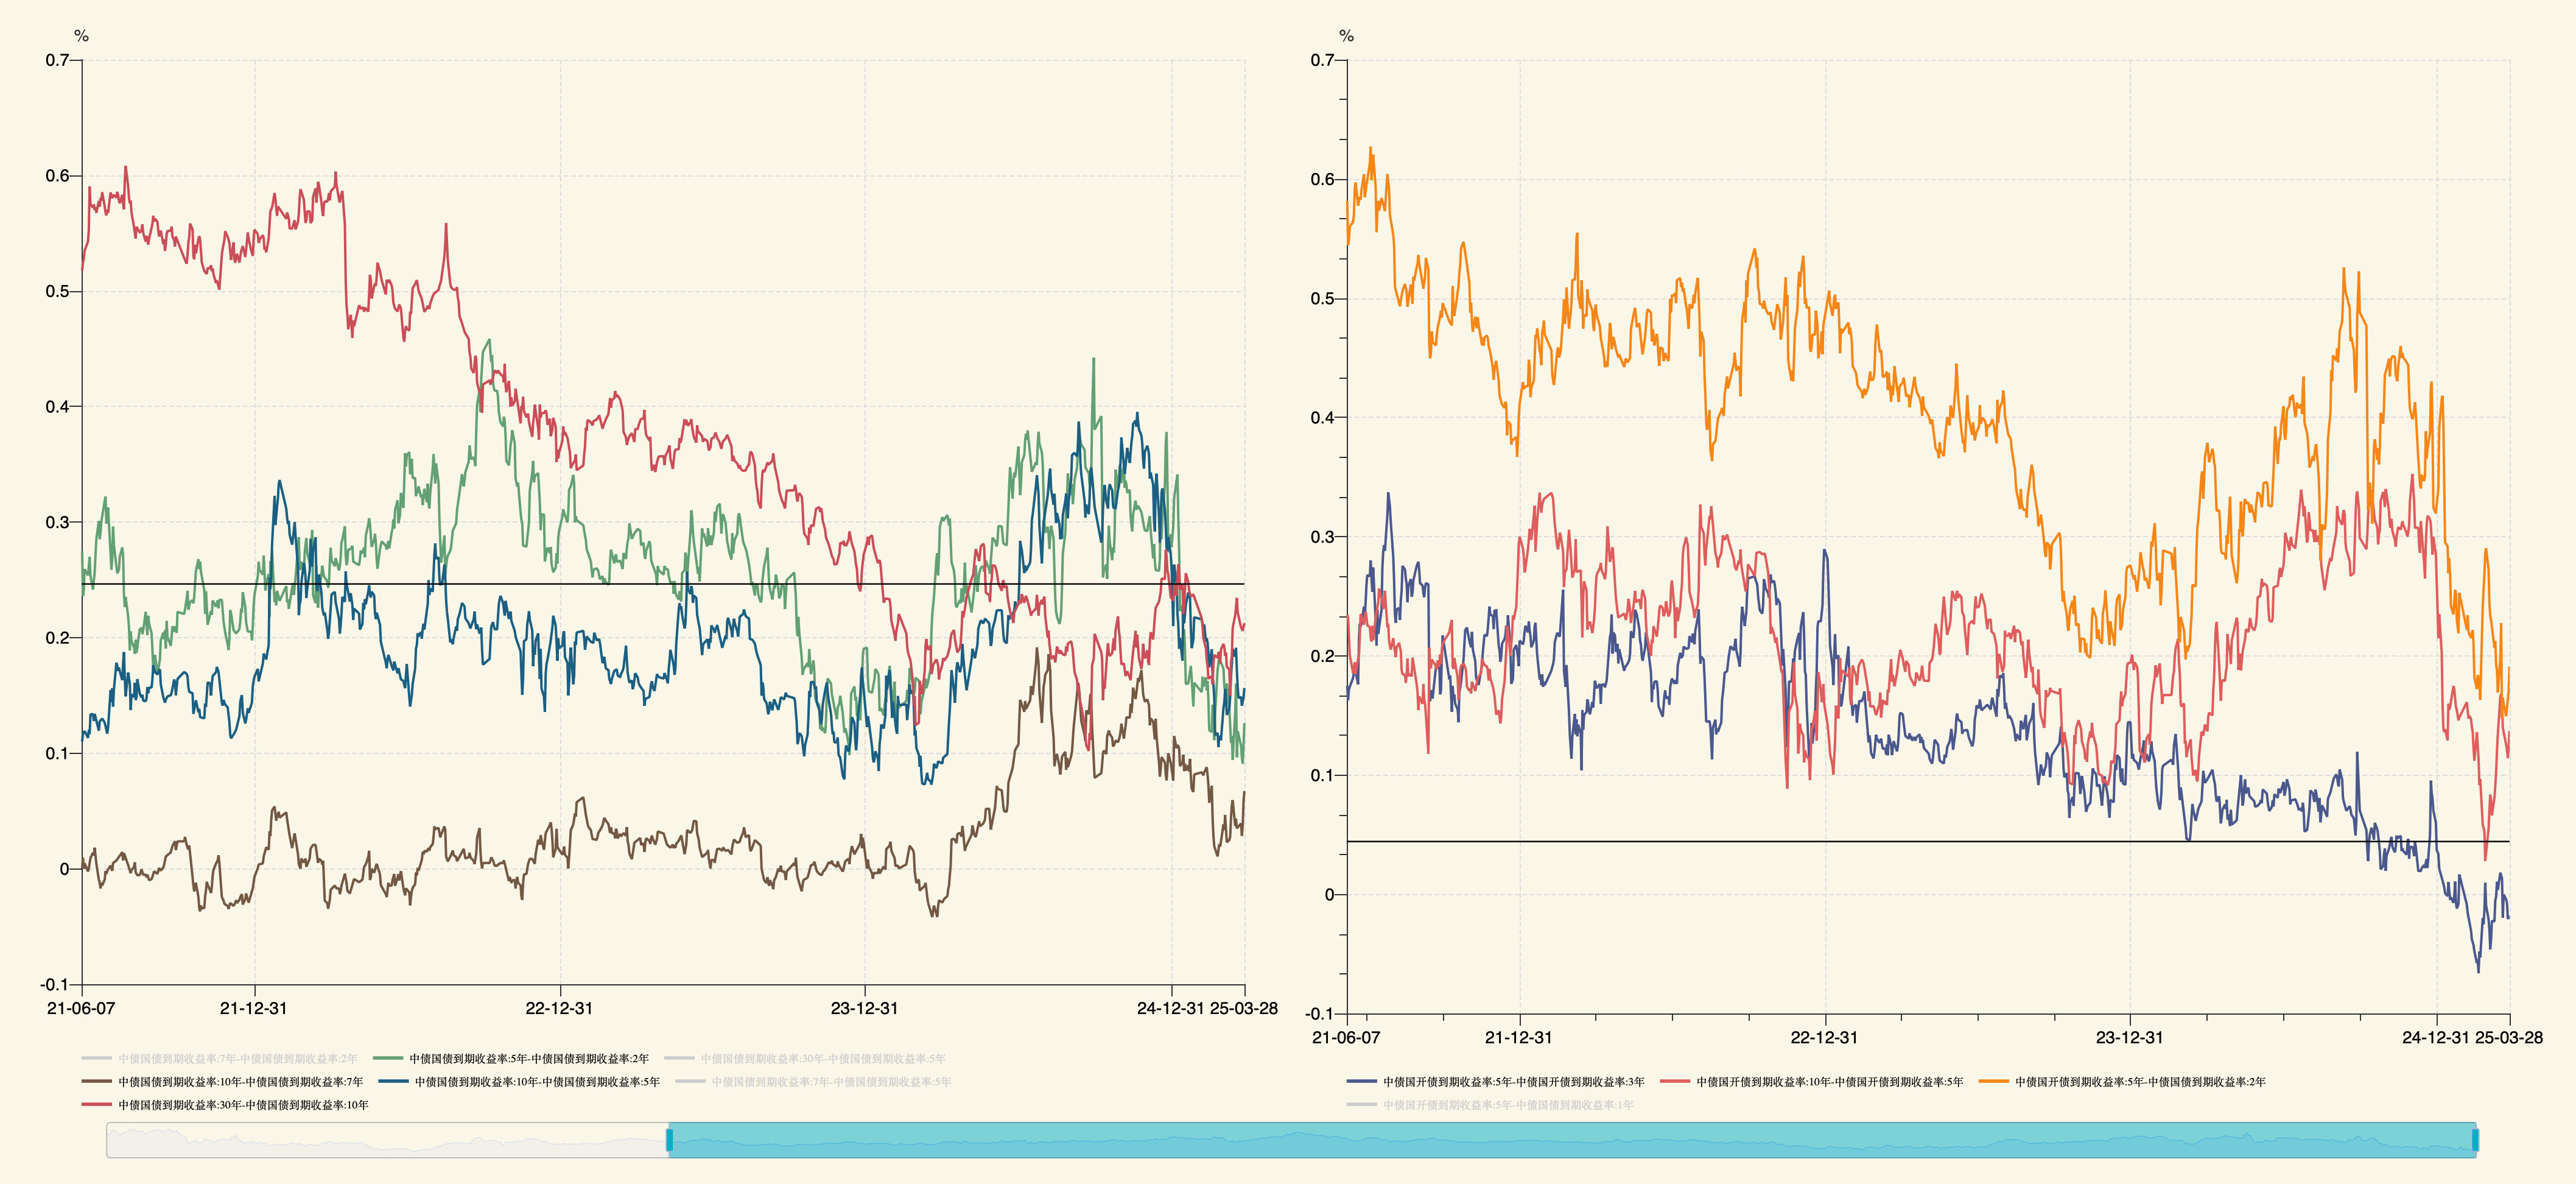 %
0.7
0.6
0.5
0.4
0.3
0.2
0.1
0
-0.1
21-06-07 21-12-31 22-12-31 23-12-31 24-12-31 25-03-28
中债国债到期收益率:7年-中债国债到期收益率:2年 中债国债到期收益率:5年-中债国债到期收益率:2年 中债国债到期收益率:30年-中债国债到期收益率:5年
中债国债到期收益率:10年-中债国债到期收益率:7年 中债国债到期收益率:10年-中债国债到期收益率:5年 中债国债到期收益率:7年-中债国债到期收益率:5年
中债国债到期收益率:30年-中债国债到期收益率:10年
%
0.7
0.6
0.5
0.4
0.3
0.2
0.1
0
-0.1
21-06-07 21-12-31 22-12-31 23-12-31 24-12-31 25-03-28
中债国开债到期收益率:5年-中债国开债到期收益率:3年 中债国开债到期收益率:10年-中债国开债到期收益率:5年 中债国开债到期收益率:5年-中债国债到期收益率:2年
中债国开债到期收益率:5年-中债国债到期收益率:1年